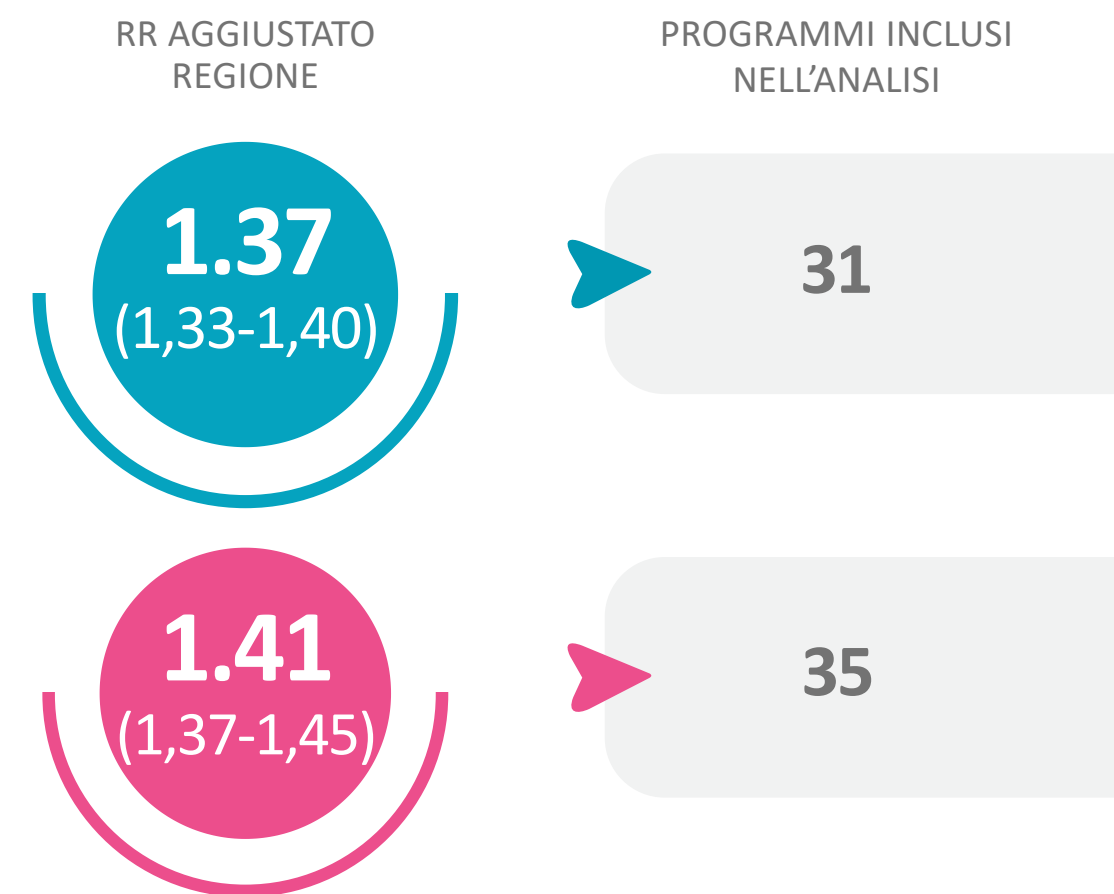 RR AGGIUSTATO
REGIONE
PROGRAMMI INCLUSI
NELL’ANALISI
1.37
(1,33-1,40)
31
1.41
(1,37-1,45)
35